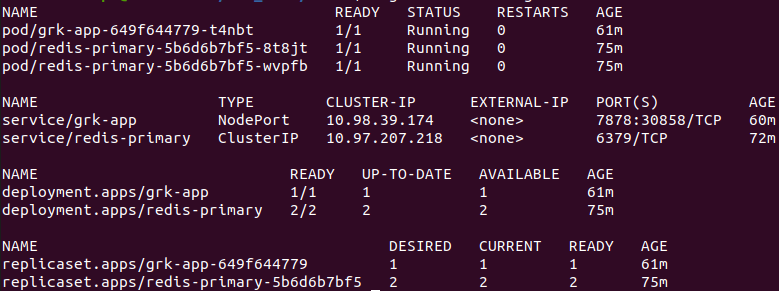 NAME READY STATUS RESTARTS AGE
pod/grk-app-649f644779-t4nbt 1/1 Running 0 61m
pod/redis-primary-5b6d6b7bf5-8t8jt 1/1 Running 0 75m
pod/redis-primary-5b6d6b7bf5-wvpfb 1/1 Running 0 75m
NAME TYPE CLUSTER-IP EXTERNAL-IP PORT(S) AGE
service/grk-app NodePort 10.98.39.174 <none> 7878:30858/TCP 60m
service/redis-primary ClusterIP 10.97.207.218 <none> 6379/TCP 72m
NAME READY UP-TO-DATE AVAILABLE AGE
deployment.apps/grk-app 1/1 1 1 61m
deployment.apps/redis-primary 2/2 2 2 75m
NAME DESIRED CURRENT READY AGE
replicaset.apps/grk-app-649f644779 1 1 1 61m
replicaset.apps/redis-primary-5b6d6b7bf5 2 2 2 75m